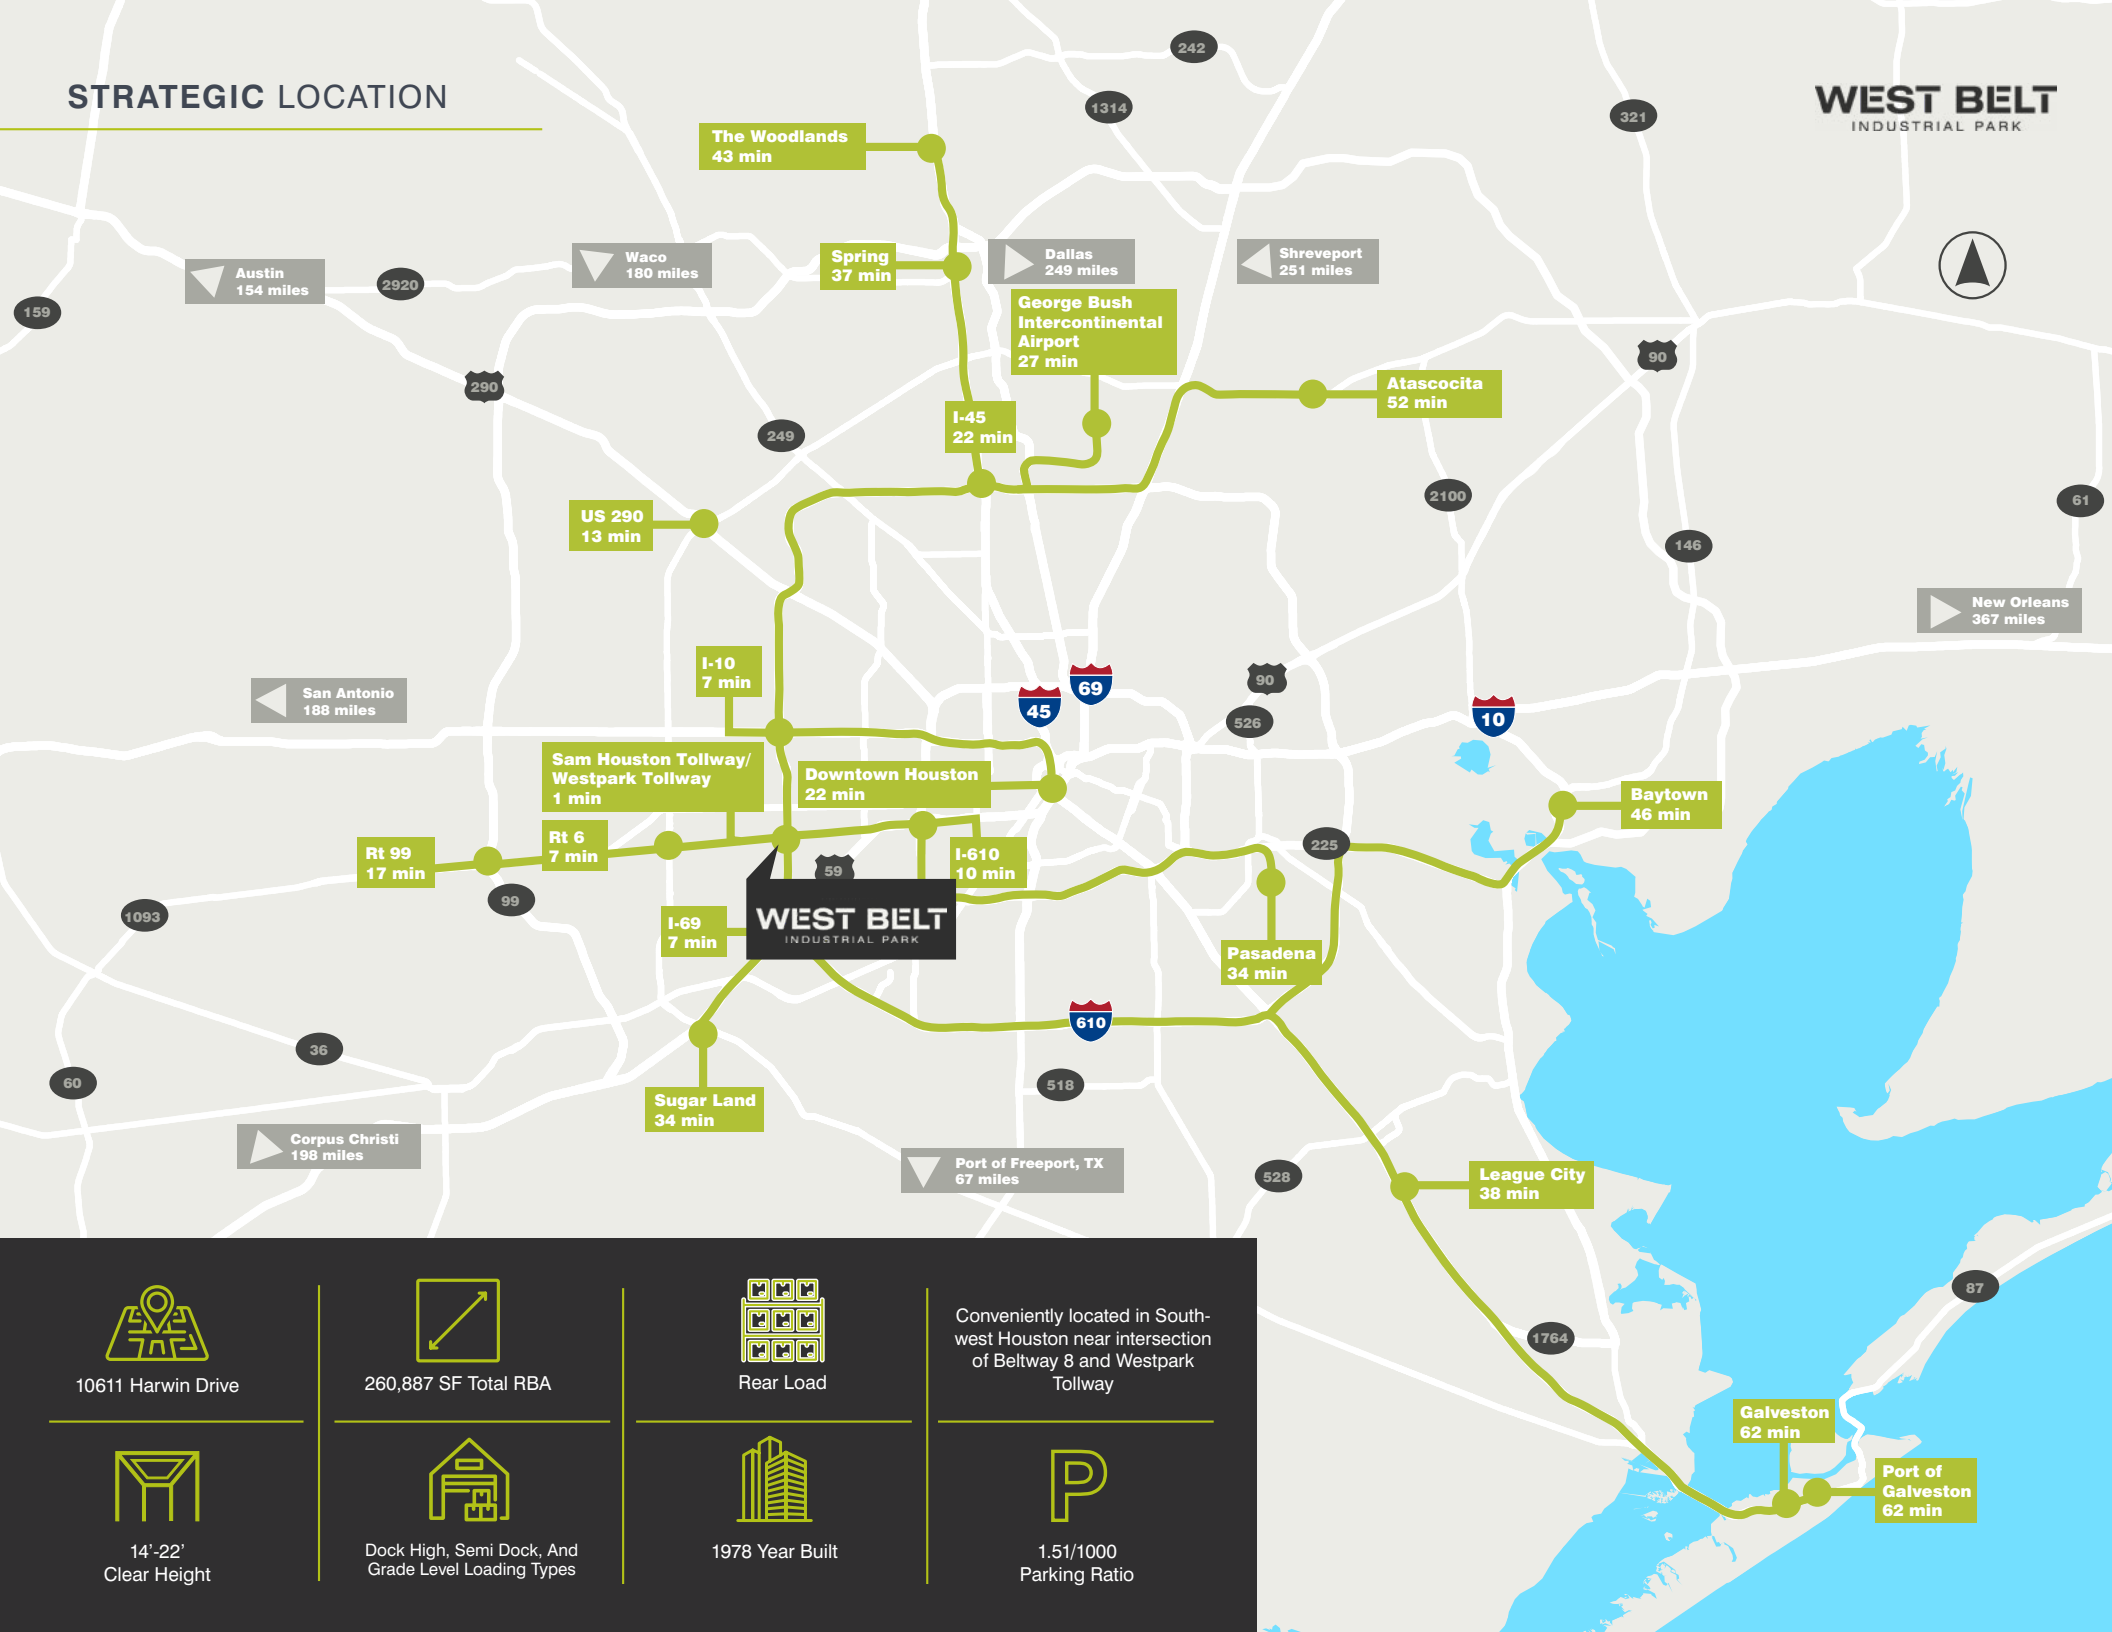 STRATEGIC LOCATION
WEST BELT
INDUSTRIAL PARK
242
1314
321
The Woodlands
43 min
Austin
154 miles
2920
Waco
180 miles
Spring
37 min
Dallas
249 miles
Shreveport
251 miles
159
George Bush
Intercontinental
Airport
27 min
290
90
Atascocita
52 min
I-45
22 min
249
2100
61
US 290
13 min
146
New Orleans
367 miles
I-10
7 min
San Antonio
188 miles
69
45
90
526
10
Sam Houston Tollway/
Westpark Tollway
1 min
Downtown Houston
22 min
Baytown
46 min
Rt 99
17 min
Rt 6
7 min
I-610
10 min
59
225
99
1093
WEST BELT
INDUSTRIAL PARK
I-69
7 min
Pasadena
34 min
610
36
60
518
Sugar Land
34 min
Corpus Christi
198 miles
Port of Freeport, TX
67 miles
528
League City
38 min
87
1764
Galveston
62 min
Port of
Galveston
62 min
10611 Harwin Drive
260,887 SF Total RBA
Rear Load
Conveniently located in South-
west Houston near intersection
of Beltway 8 and Westpark
Tollway
14’-22’
Clear Height
Dock High, Semi Dock, And
Grade Level Loading Types
1978 Year Built
P
1.51/1000
Parking Ratio